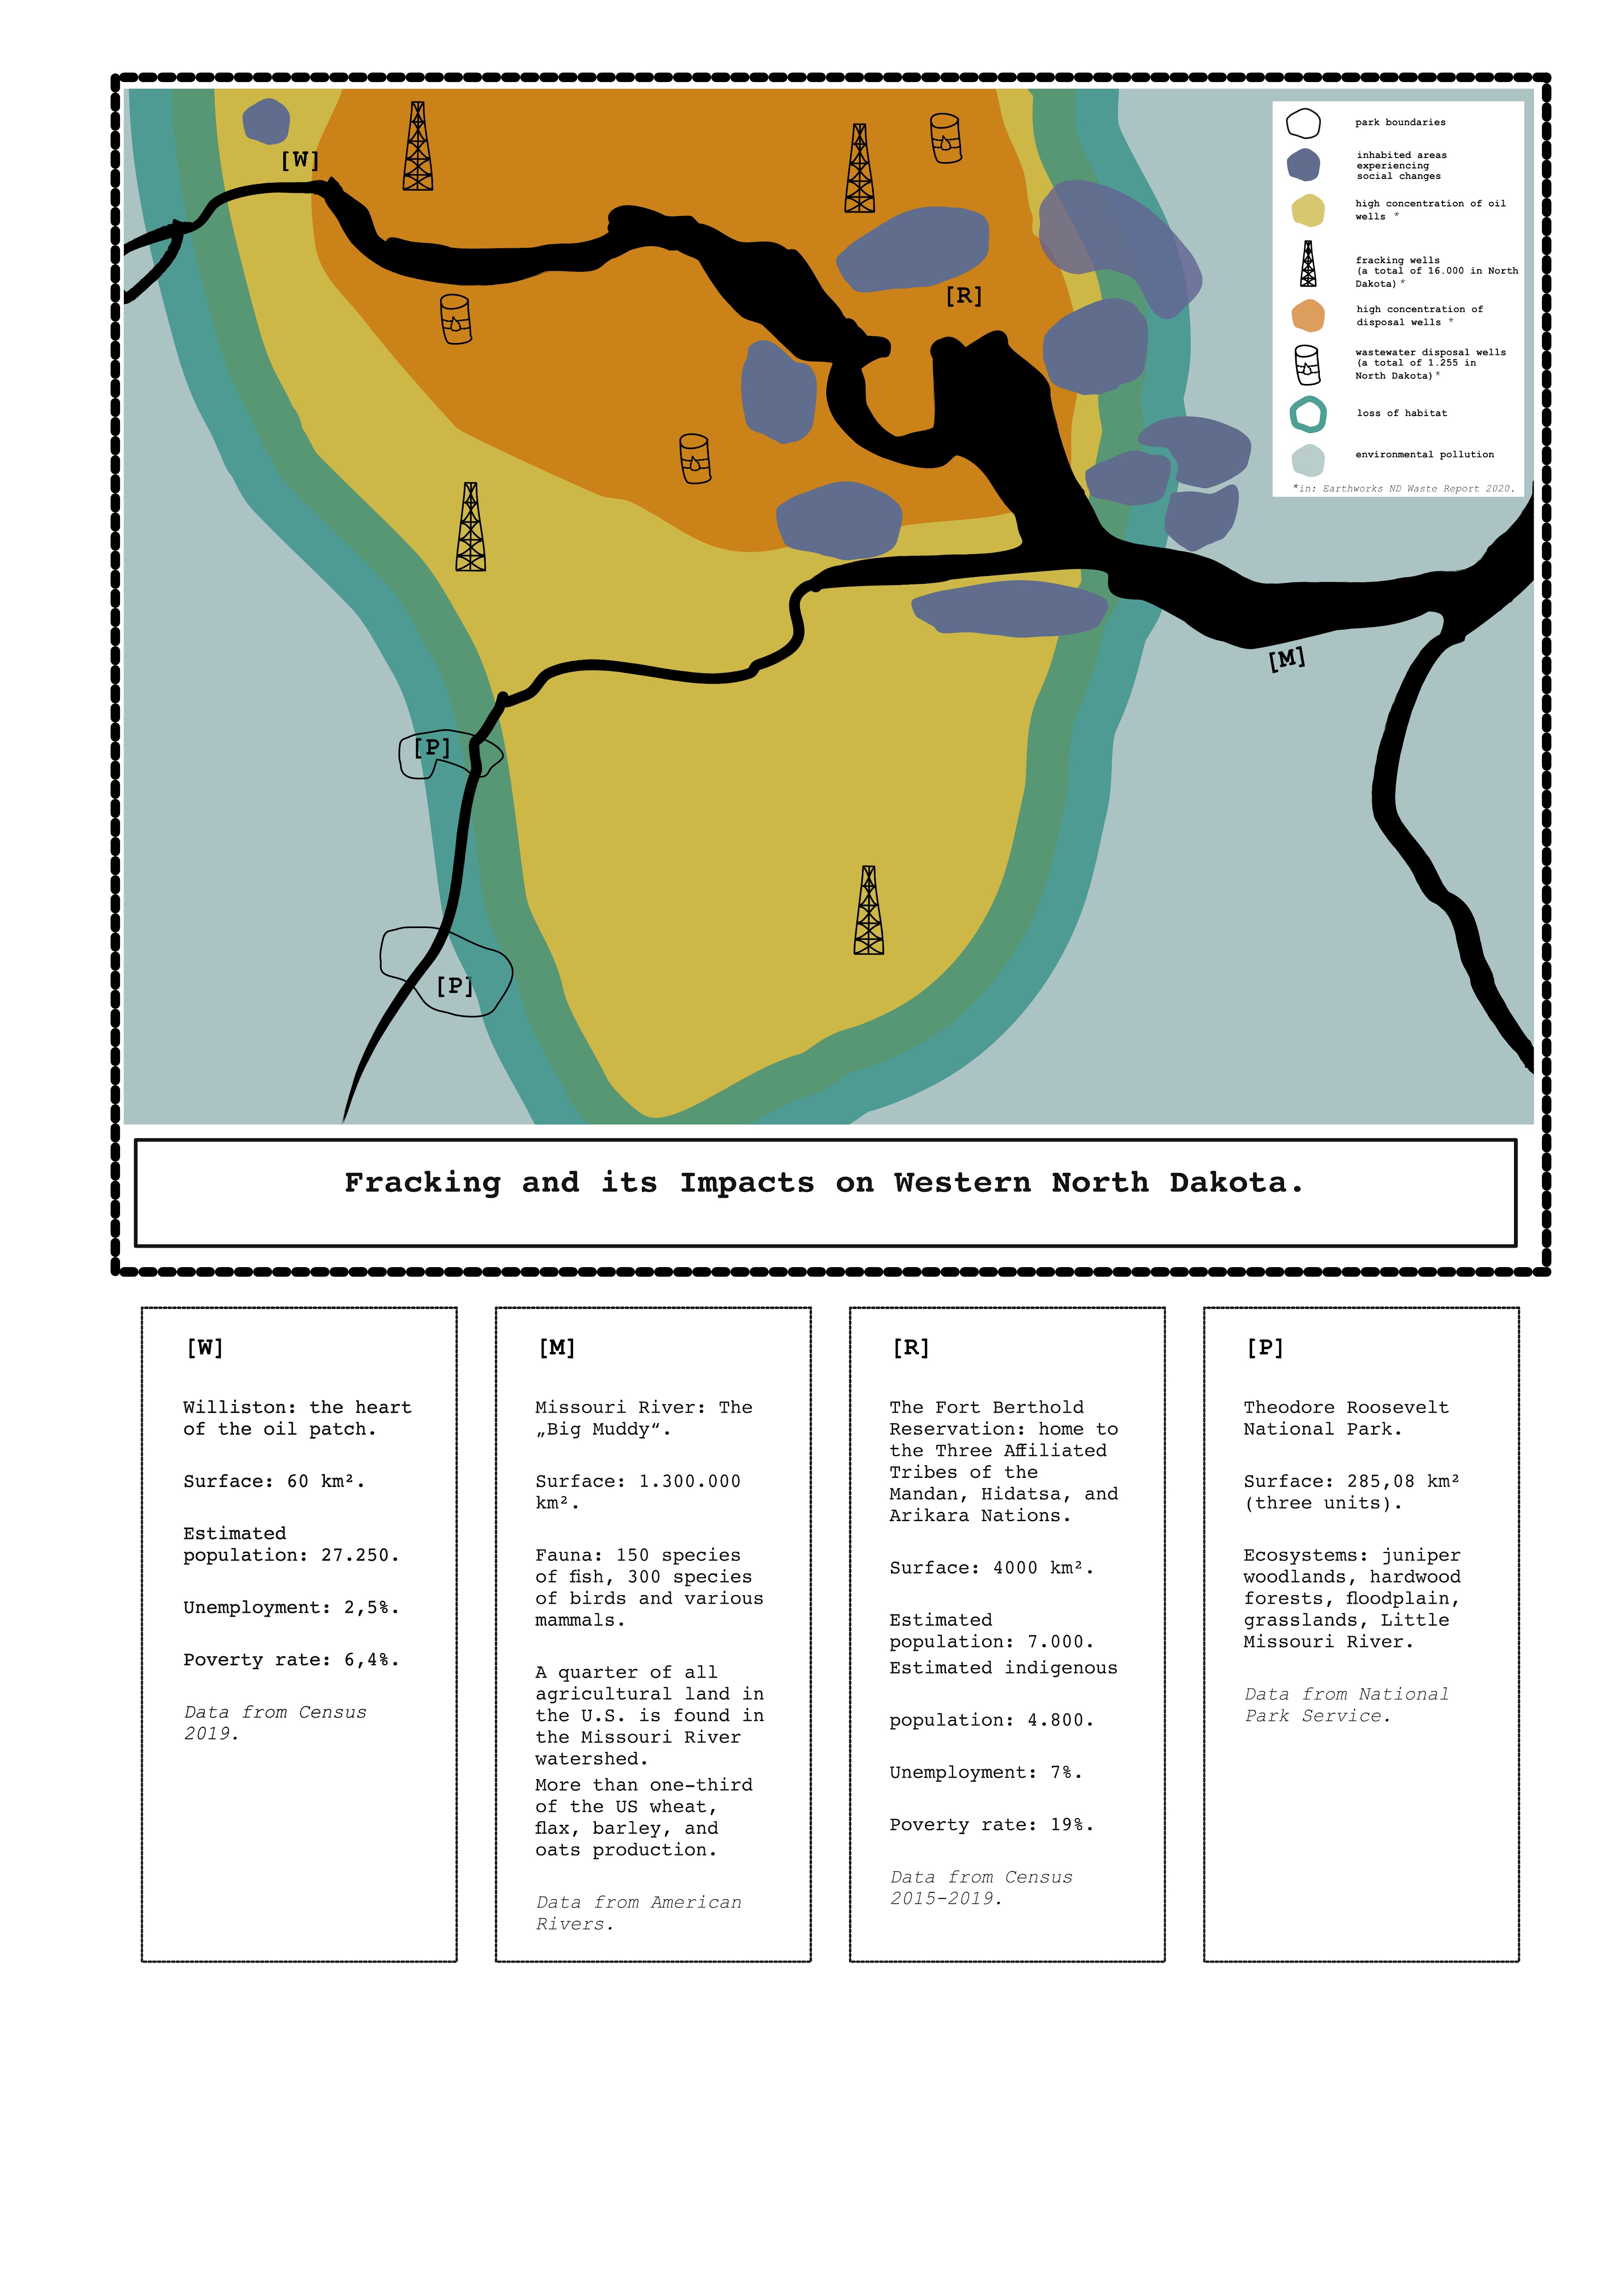 [W]
[R]
[M]
[P]
[P]
park boundaries
inhabited areas
experiencing
social changes
high concentration of oil
wells *
fracking wells
(a total of 16.000 in North
Dakota)*
high concentration of
disposal wells *
wastewater disposal wells
(a total of 1.255 in
North Dakota)*
loss of habitat
environmental pollution
*in: Earthworks ND Waste Report 2020.
Fracking and its Impacts on Western North Dakota.
[W]
Williston: the heart
of the oil patch.
Surface: 60 km².
Estimated
population: 27.250.
Unemployment: 2,5%.
Poverty rate: 6,4%.
Data from Census
2019.
[M]
Missouri River: The
„Big Muddy“.
Surface: 1.300.000
km².
Fauna: 150 species
of fish, 300 species
of birds and various
mammals.
A quarter of all
agricultural land in
the U.S. is found in
the Missouri River
watershed.
More than one-third
of the US wheat,
flax, barley, and
oats production.
Data from American
Rivers.
[R]
The Fort Berthold
Reservation: home to
the Three Affiliated
Tribes of the
Mandan, Hidatsa, and
Arikara Nations.
Surface: 4000 km².
Estimated
population: 7.000.
Estimated indigenous
population: 4.800.
Unemployment: 7%.
Poverty rate: 19%.
Data from Census
2015-2019.
[P]
Theodore Roosevelt
National Park.
Surface: 285,08 km²
(three units).
Ecosystems: juniper
woodlands, hardwood
forests, floodplain,
grasslands, Little
Missouri River.
Data from National
Park Service.